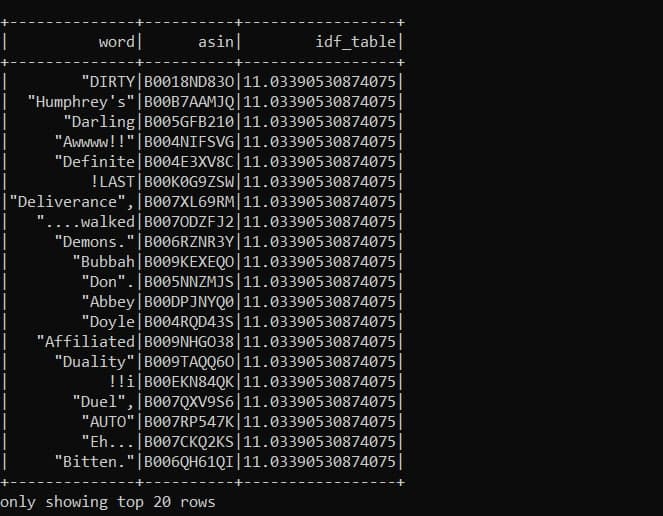 +--------------+----------+-----------------+
|          word|      asin|        idf_table|
+--------------+----------+-----------------+
|        "DIRTY|B0018ND83O|11.03390530874075|
|  "Humphrey's"|B00B7AAMJQ|11.03390530874075|
|      "Darling|B005GFB210|11.03390530874075|
|     "Awwww!!"|B004NIFSVG|11.03390530874075|
|     "Definite|B004E3XV8C|11.03390530874075|
|         !LAST|B00K0G9ZSW|11.03390530874075|
|"Deliverance",|B007XL69RM|11.03390530874075|
|   "....walked|B007ODZFJ2|11.03390530874075|
|     "Demons."|B006RZNR3Y|11.03390530874075|
|       "Bubbah|B009KEXEQO|11.03390530874075|
|        "Don".|B005NNZMJS|11.03390530874075|
|        "Abbey|B00DPJNYQ0|11.03390530874075|
|        "Doyle|B004RQD43S|11.03390530874075|
|   "Affiliated|B009NHGO38|11.03390530874075|
|     "Duality"|B009TAQQ6O|11.03390530874075|
|           !!i|B00EKN84QK|11.03390530874075|
|       "Duel",|B007QXV9S6|11.03390530874075|
|        "AUTO"|B007RP547K|11.03390530874075|
|        "Eh...|B007CKQ2KS|11.03390530874075|
|     "Bitten."|B006QH61QI|11.03390530874075|
+--------------+----------+-----------------+
only showing top 20 rows